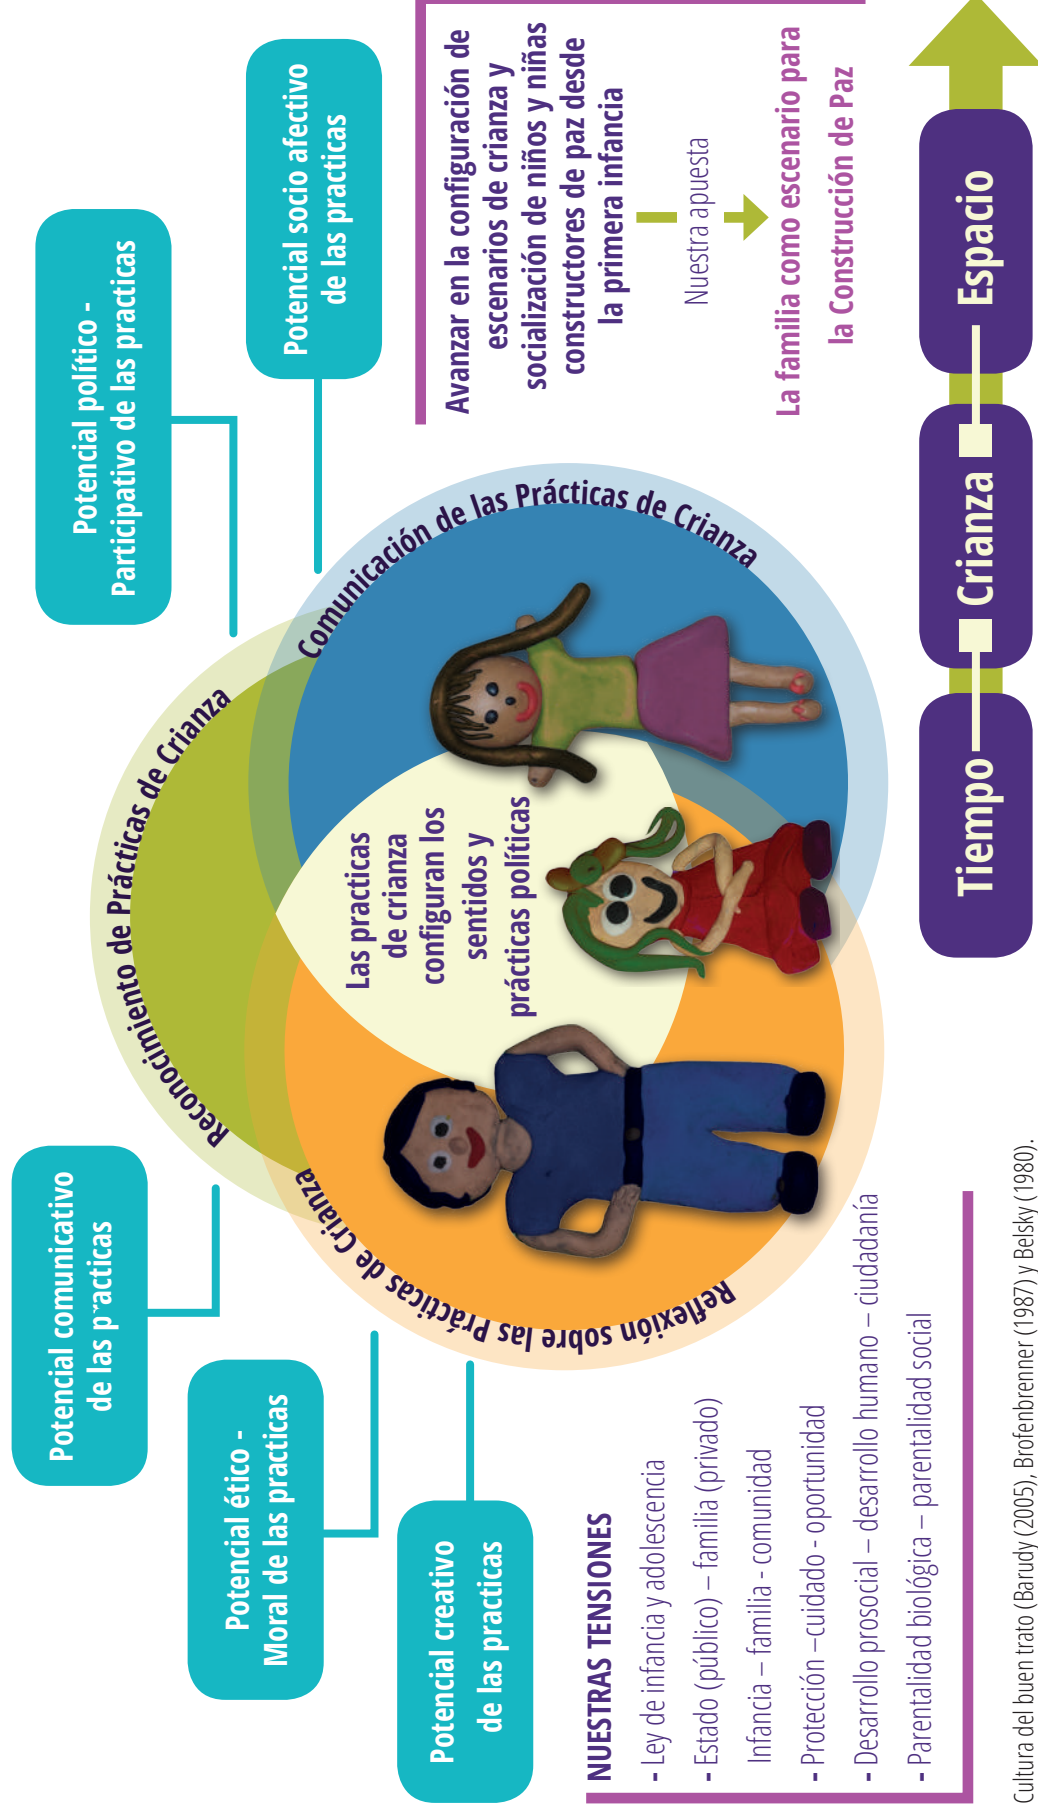 Potencial comunicativo
de las practicas
Potencial político -
Participativo de las practicas
Potencial ético -
Moral de las practicas
Potencial socio afectivo
de las practicas
Potencial creativo
de las practicas
Reconocimiento de Prácticas de Crianza
Reflexión sobre las Prácticas de Crianza
Comunicación de las Prácticas de Crianza
Las practicas
de crianza
configuran los
sentidos y
prácticas políticas
NUESTRAS TENSIONES
- Ley de infancia y adolescencia
- Estado (público) – familia (privado)
Infancia – familia - comunidad
- Protección –cuidado - oportunidad
- Desarrollo prosocial – desarrollo humano – ciudadanía
- Parentalidad biológica – parentalidad social
Avanzar en la configuración de
escenarios de crianza y
socialización de niños y niñas
constructores de paz desde
la primera infancia
Nuestra apuesta
La familia como escenario para
la Construcción de Paz
Tiempo
Crianza
Espacio
Cultura del buen trato (Barudy (2005), Brofenbrenner (1987) y Belsky (1980).